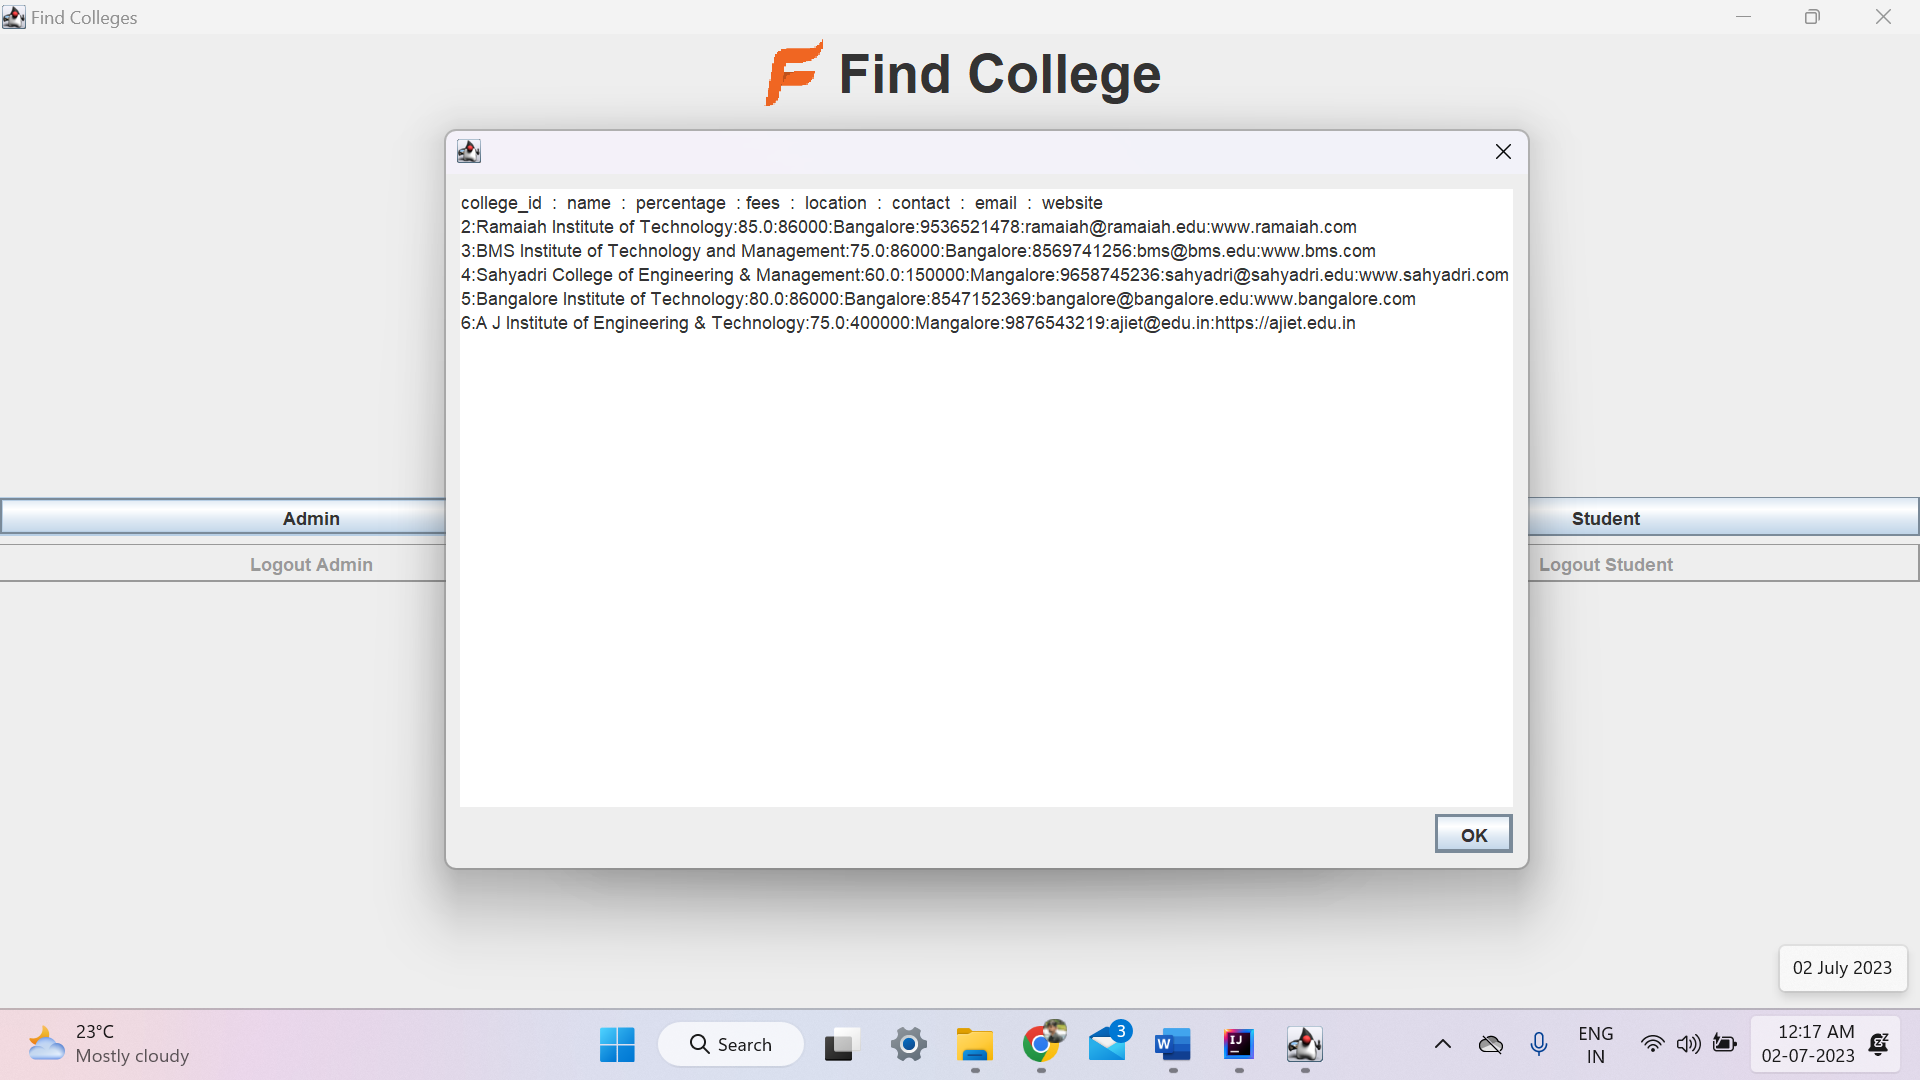 Find Colleges
Find College
college_id : name : percentage : fees : location : contact : email : website
2:Ramaiah Institute of Technology:85.0:86000:Bangalore:9536521478:ramaiah@ramaiah.edu:www.ramaiah.com
3:BMS Institute of Technology and Management:75.0:86000:Bangalore:8569741256:bms@bms.edu:www.bms.com
4:Sahyadri College of Engineering & Management:60.0:150000:Mangalore:9658745236:sahyadri@sahyadri.edu:www.sahyadri.com
5:Bangalore Institute of Technology:80.0:86000:Bangalore:8547152369:bangalore@bangalore.edu:www.bangalore.com
6:A J Institute of Engineering & Technology:75.0:400000:Mangalore:9876543219:ajiet@edu.in:https://ajiet.edu.in
Admin
Student
Logout Admin
Logout Student
OK
02 July 2023
23°C
Mostly cloudy
Search
3
W
IJ
ENG
IN
12:17 AM
02-07-2023